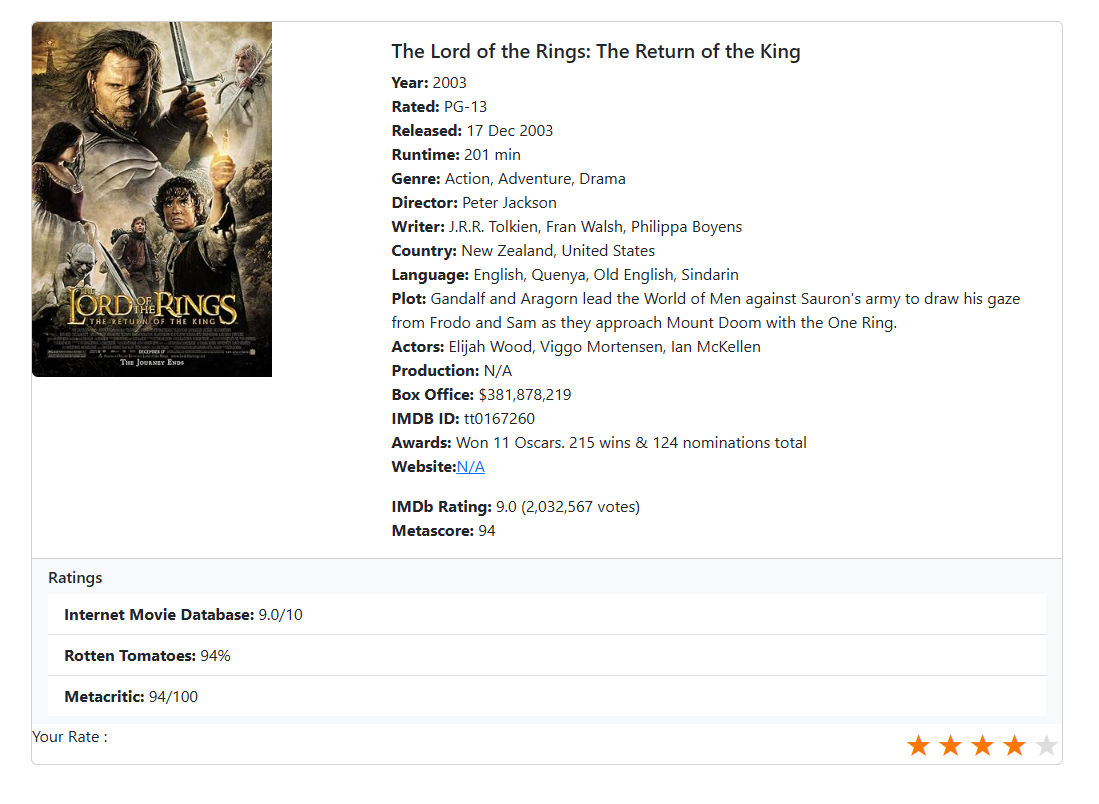 The Lord of the Rings: The Return of the King
Year: 2003
Rated: PG-13
Released: 17 Dec 2003
Runtime: 201 min
Genre: Action, Adventure, Drama
Director: Peter Jackson
Writer: J.R.R. Tolkien, Fran Walsh, Philippa Boyens
Country: New Zealand, United States
Language: English, Quenya, Old English, Sindarin
Plot: Gandalf and Aragorn lead the World of Men against Sauron's army to draw his gaze
from Frodo and Sam as they approach Mount Doom with the One Ring.
Actors: Elijah Wood, Viggo Mortensen, Ian McKellen
Production: N/A
Box Office: $381,878,219
IMDB ID: tt0167260
Awards: Won 11 Oscars. 215 wins & 124 nominations total
Website:N/A
IMDb Rating: 9.0 (2,032,567 votes)
Metascore: 94
THE
LORD OF THE RINGS
THE RETURN OF THE KING
DECEMBER 17
THE JOURNEY ENDS
Ratings
Internet Movie Database: 9.0/10
Rotten Tomatoes: 94%
Metacritic: 94/100
Your Rate :